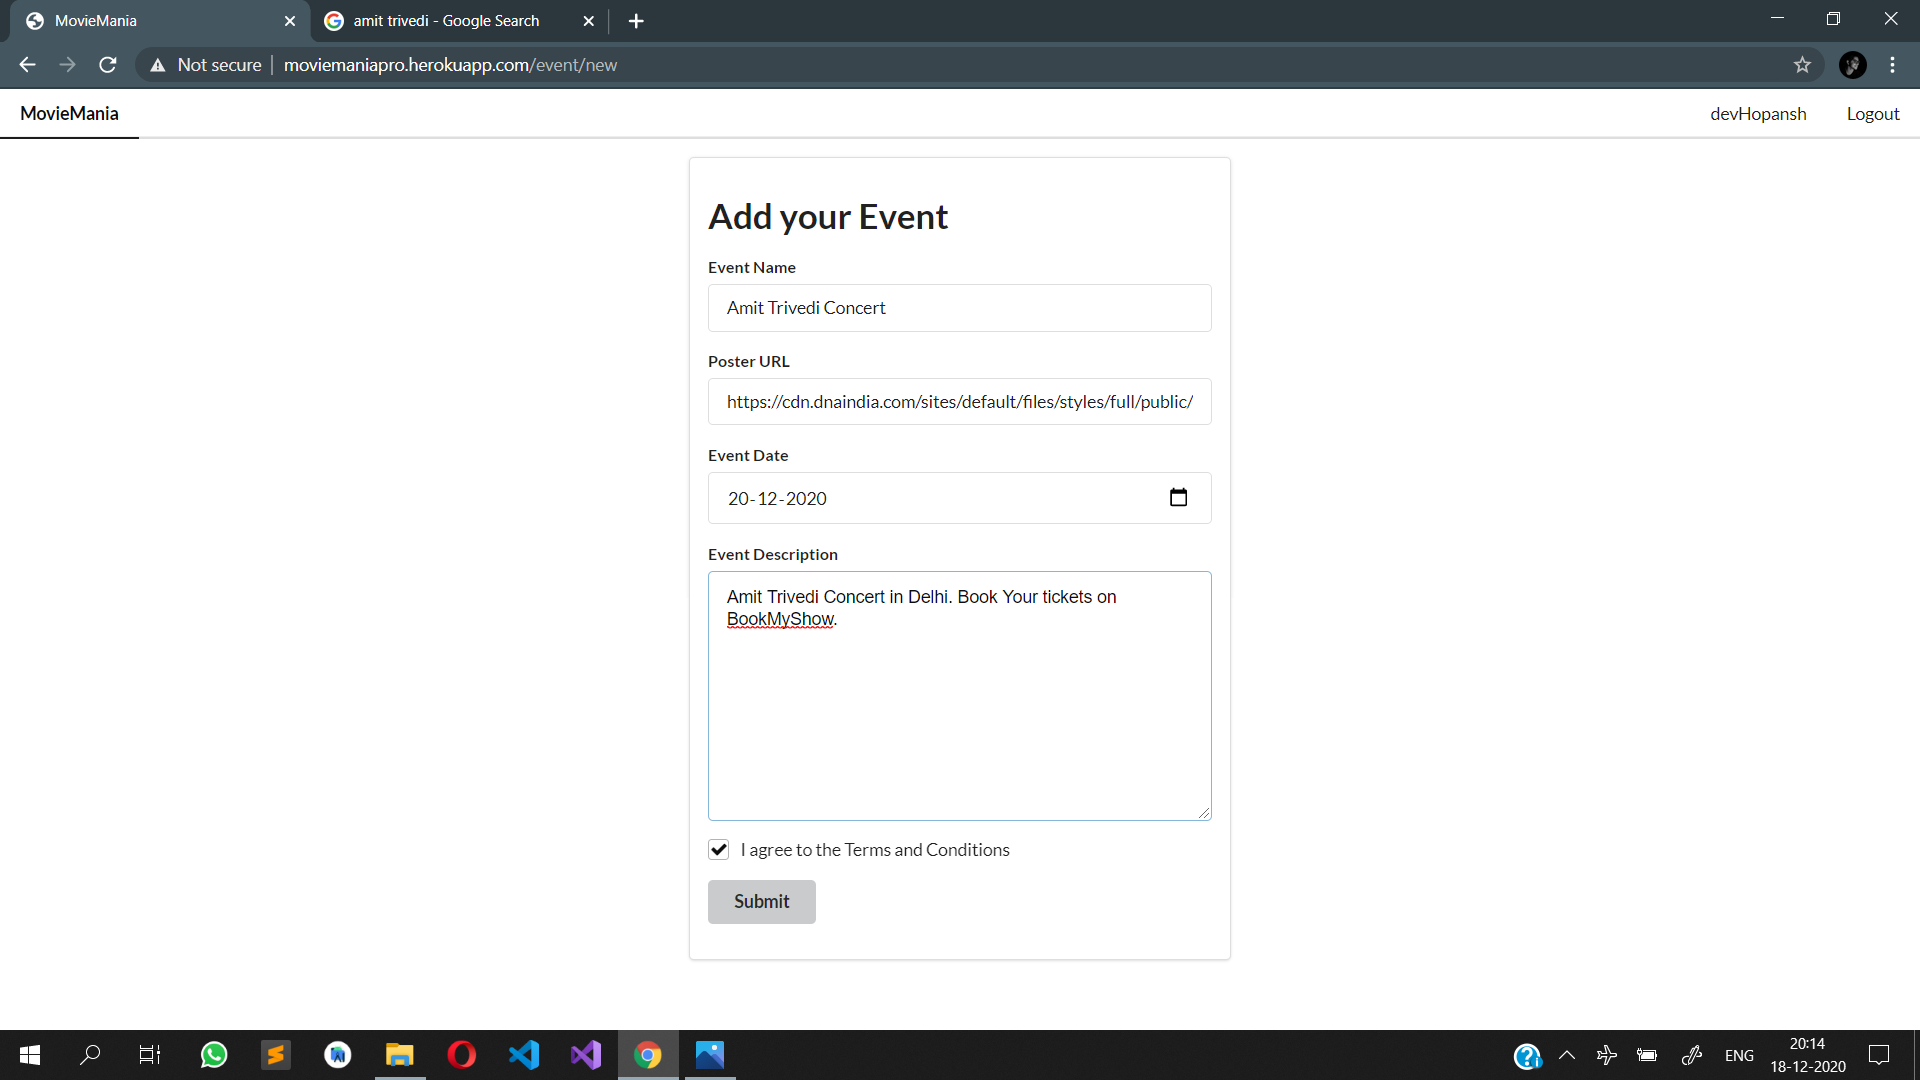 MovieMania
amit trivedi - Google Search
Not secure
moviemaniapro.herokuapp.com/event/new
MovieMania
devHopansh
Logout
Add your Event
Event Name
Amit Trivedi Concert
Poster URL
https://cdn.dnaindia.com/sites/default/files/styles/full/public/
Event Date
20-12-2020
Event Description
Amit Trivedi Concert in Delhi. Book Your tickets on
BookMyShow.
I agree to the Terms and Conditions
Submit
ENG
20:14
18-12-2020